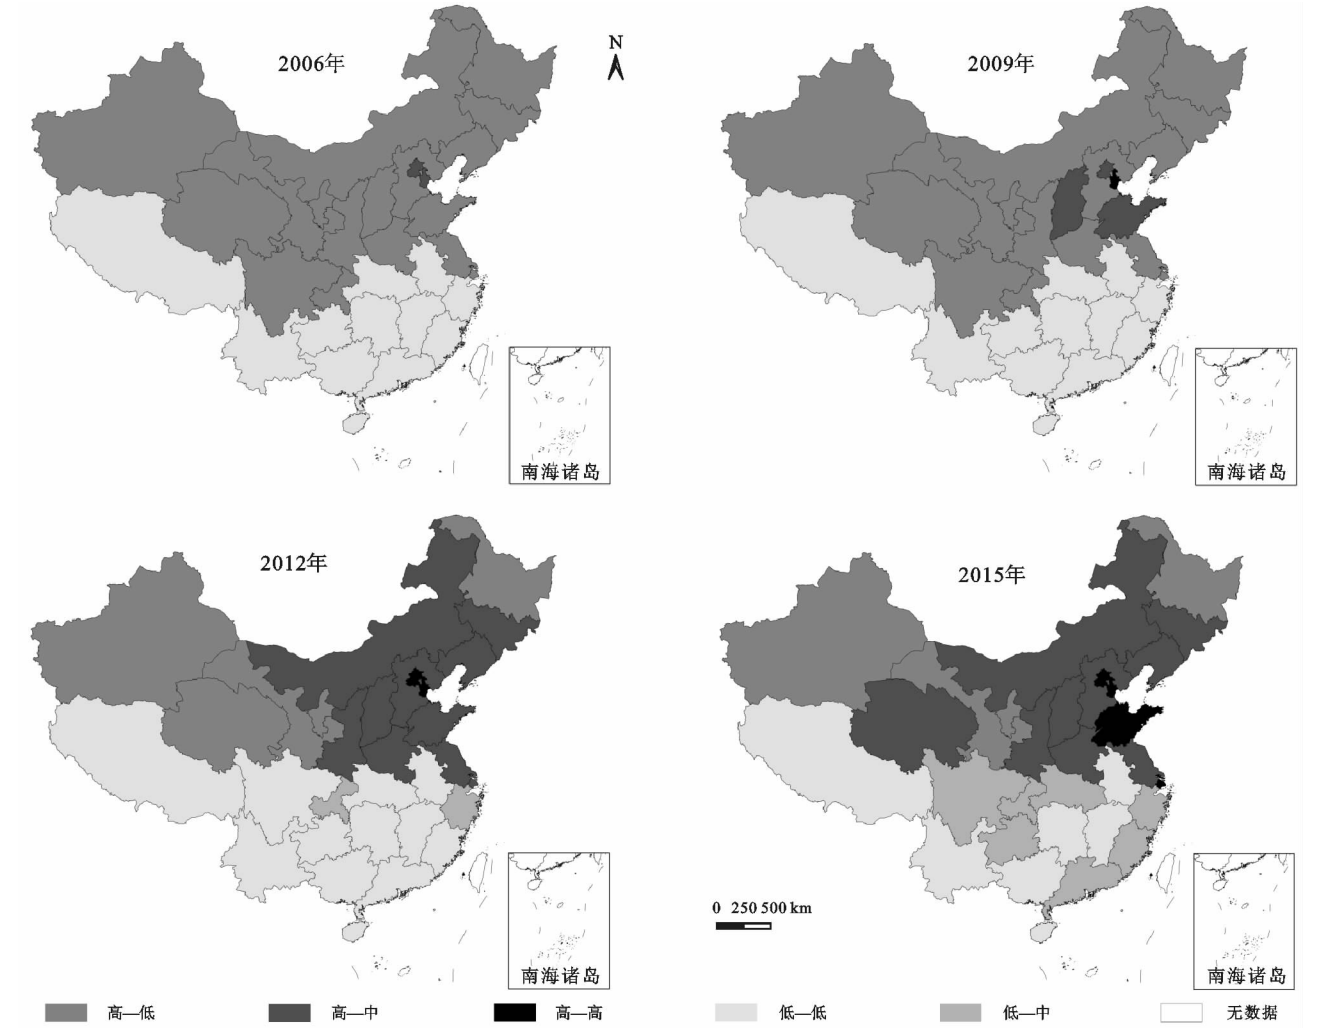 2006年
N
2009年
南海诸岛
南海诸岛
2012年
2015年
0 250 500 km
南海诸岛
南海诸岛
高—低
高—中
高—高
低—低
低—中
无数据